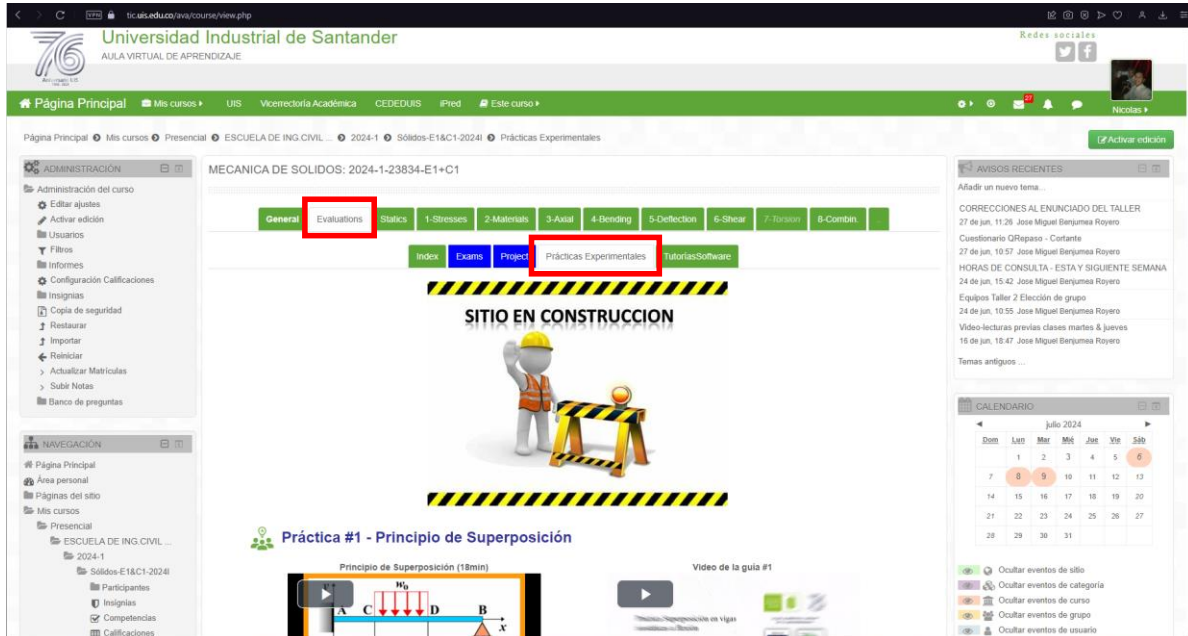 VPN tic.uis.edu.co/ava/course/view.php
Universidad Industrial de Santander
AULA VIRTUAL DE APRENDIZAJE
76
Redes sociales
Página Principal Mis cursos UIS Vicerrectoría Académica CEDEDUIS iPred Este curso 27 Nicolas
Página Principal Mis cursos Presencial ESCUELA DE ING.CIVIL ... 2024-1 Sólidos-E1&C1-2024I Prácticas Experimentales Activar edición
ADMINISTRACIÓN
Administración del curso
Editar ajustes
Activar edición
Usuarios
Filtros
Informes
Configuración Calificaciones
Insignias
Copia de seguridad
Restaurar
Importar
Reiniciar
Actualizar Matriculas
Subir Notas
Banco de preguntas
NAVEGACIÓN
Página Principal
Área personal
Páginas del sitio
Mis cursos
Presencial
ESCUELA DE ING.CIVIL ...
2024-1
Sólidos-E1&C1-2024I
Participantes
Insignias
Competencias
Calificaciones
MECANICA DE SOLIDOS: 2024-1-23834-E1+C1
General Evaluations Statics 1-Stresses 2-Materials 3-Axial 4-Bending 5-Deflection 6-Shear 7-Torsion 8-Combin. .
Index Exams Project Prácticas Experimentales TutoriasSoftware
SITIO EN CONSTRUCCION
Práctica #1 - Principio de Superposición
Principio de Superposición (18min)
w₀
A C D B
x
Video de la guia #1
AVISOS RECIENTES
Añadir un nuevo tema...
CORRECCIONES AL ENUNCIADO DEL TALLER
27 de jun, 11:26 Jose Miguel Benjumea Royero
Cuestionario QRepaso - Cortante
27 de jun, 10:57 Jose Miguel Benjumea Royero
HORAS DE CONSULTA - ESTA Y SIGUIENTE SEMANA
24 de jun, 15:42 Jose Miguel Benjumea Royero
Equipos Taller 2 Elección de grupo
24 de jun, 10:55 Jose Miguel Benjumea Royero
Video-lecturas previas clases martes & jueves
16 de jun, 18:47 Jose Miguel Benjumea Royero
Temas antiguos ...
CALENDARIO
julio 2024
Dom Lun Mar Mié Jue Vie Sáb
1 2 3 4 5 6
7 8 9 10 11 12 13
14 15 16 17 18 19 20
21 22 23 24 25 26 27
28 29 30 31
Ocultar eventos de sitio
Ocultar eventos de categoría
Ocultar eventos de curso
Ocultar eventos de grupo
Ocultar eventos de usuario